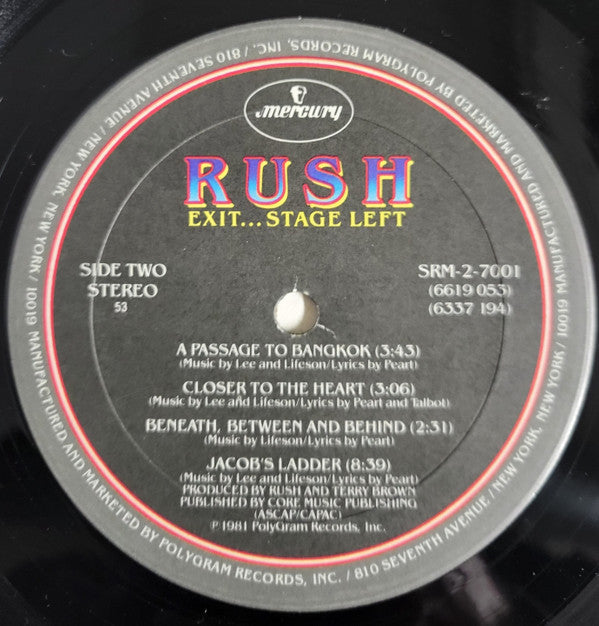 mercury
RUSH
EXIT... STAGE LEFT
SIDE TWO
STEREO
53
SRM-2-7001
(6619 053)
(6337 194)
A PASSAGE TO BANGKOK (3:43)
(Music by Lee and Lifeson/Lyrics by Peart)
CLOSER TO THE HEART (3:06)
(Music by Lee and Lifeson/Lyrics by Peart and Talbot)
BENEATH, BETWEEN AND BEHIND (2:31)
(Music by Lifeson/Lyrics by Peart)
JACOB'S LADDER (8:39)
(Music by Lee and Lifeson/Lyrics by Peart)
PRODUCED BY RUSH AND TERRY BROWN
PUBLISHED BY CORE MUSIC PUBLISHING
(ASCAP/CAPAC)
℗ 1981 PolyGram Records, Inc.
MANUFACTURED AND MARKETED BY POLYGRAM RECORDS, INC. / 810 SEVENTH AVENUE / NEW YORK, NEW YORK / 10019
MANUFACTURED AND MARKETED BY POLYGRAM RECORDS, INC. / 810 SEVENTH AVENUE / NEW YORK, NEW YORK / 10019